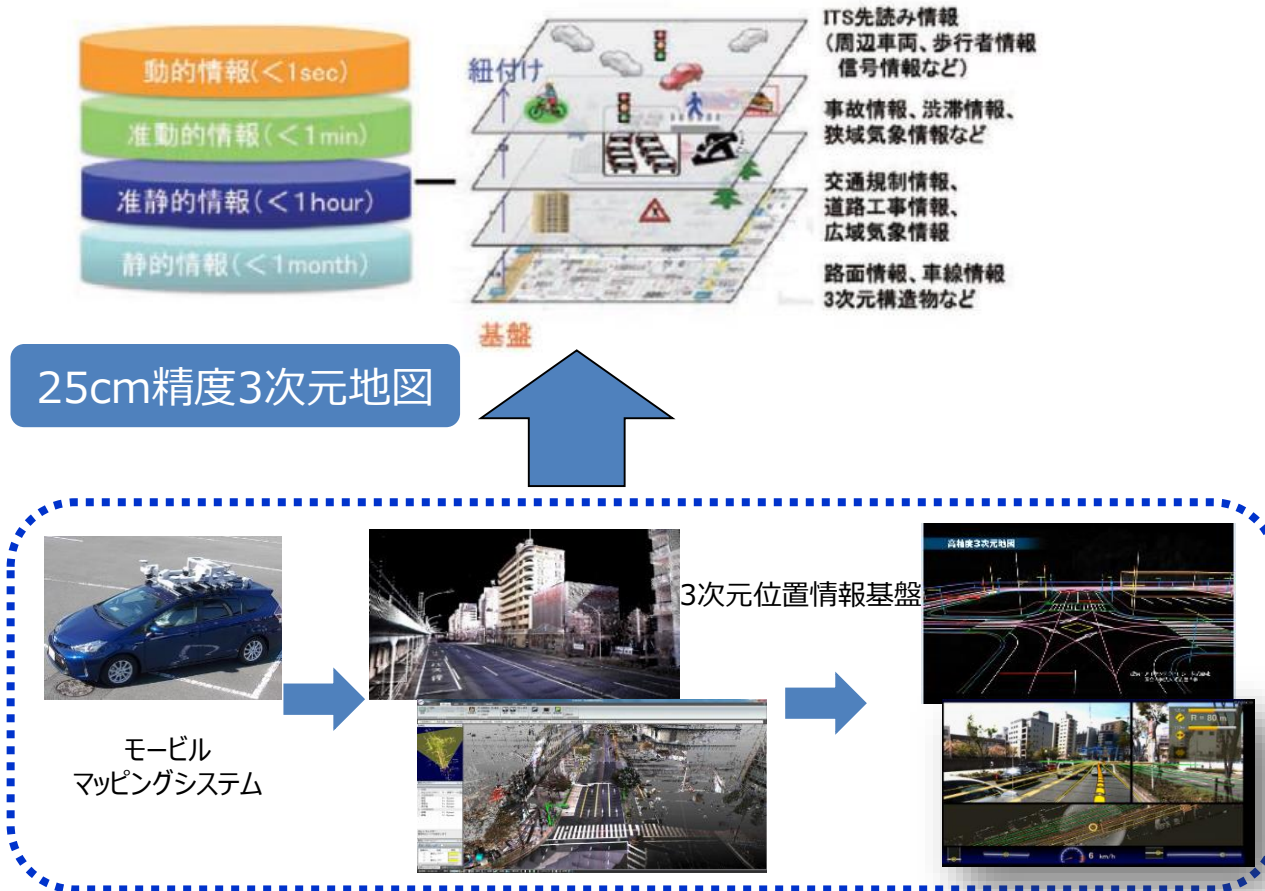 動的情報(<1sec)
准動的情報(<1min)
准静的情報(<1hour)
静的情報(<1month)
紐付け
ITS先読み情報
(周辺車両、歩行者情報
信号情報など)
事故情報、渋滞情報、
狭域気象情報など
交通規制情報、
道路工事情報、
広域気象情報
路面情報、車線情報
3次元構造物など
基盤
25cm精度3次元地図
モービル
マッピングシステム
3次元位置情報基盤
高精度3次元地図
R = 80 m
6 km/h